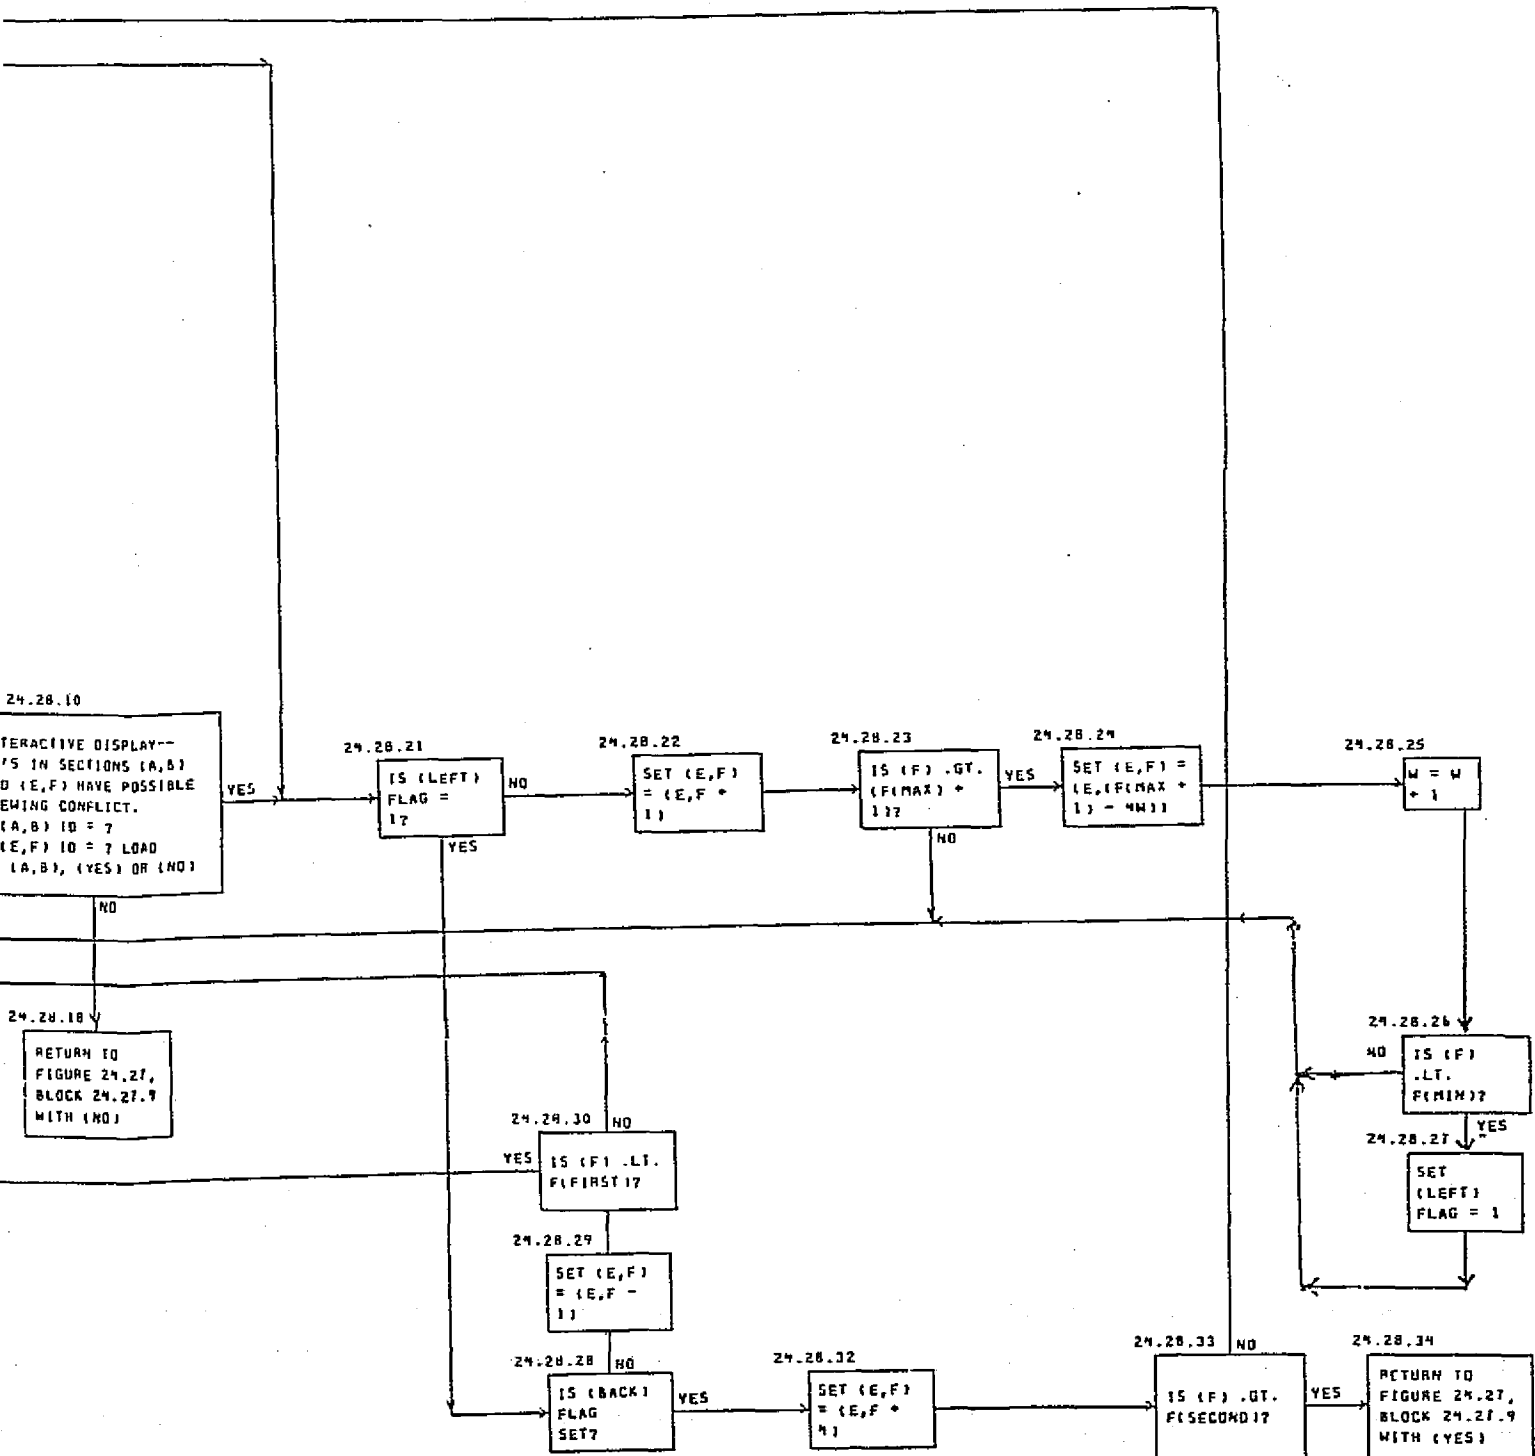 24.28.10
TERACTIVE DISPLAY--
'S IN SECTIONS (A,B)
D (E,F) HAVE POSSIBLE
EWING CONFLICT.
(A,B) ID = ?
(E,F) ID = ? LOAD
(A,B), (YES) OR (NO)
YES
NO
24.28.18
RETURN TO
FIGURE 24.27,
BLOCK 24.27.9
WITH (NO)
24.28.21
IS (LEFT)
FLAG =
1?
NO
YES
24.28.22
SET (E,F)
= (E,F +
1)
24.28.23
IS (F) .GT.
(F(MAX) +
1)?
YES
NO
24.28.24
SET (E,F) =
(E,(F(MAX +
1) - 4W))
24.28.25
W = W
+ 1
24.28.26
NO
IS (F)
.LT.
F(MIN)?
YES
24.28.27
SET
(LEFT)
FLAG = 1
24.28.30
NO
YES
IS (F) .LT.
F(FIRST)?
24.28.29
SET (E,F)
= (E,F -
1)
24.28.28
NO
IS (BACK)
FLAG
SET?
YES
24.28.32
SET (E,F)
= (E,F +
4)
24.28.33
NO
IS (F) .GT.
F(SECOND)?
YES
24.28.34
RETURN TO
FIGURE 24.27,
BLOCK 24.27.9
WITH (YES)